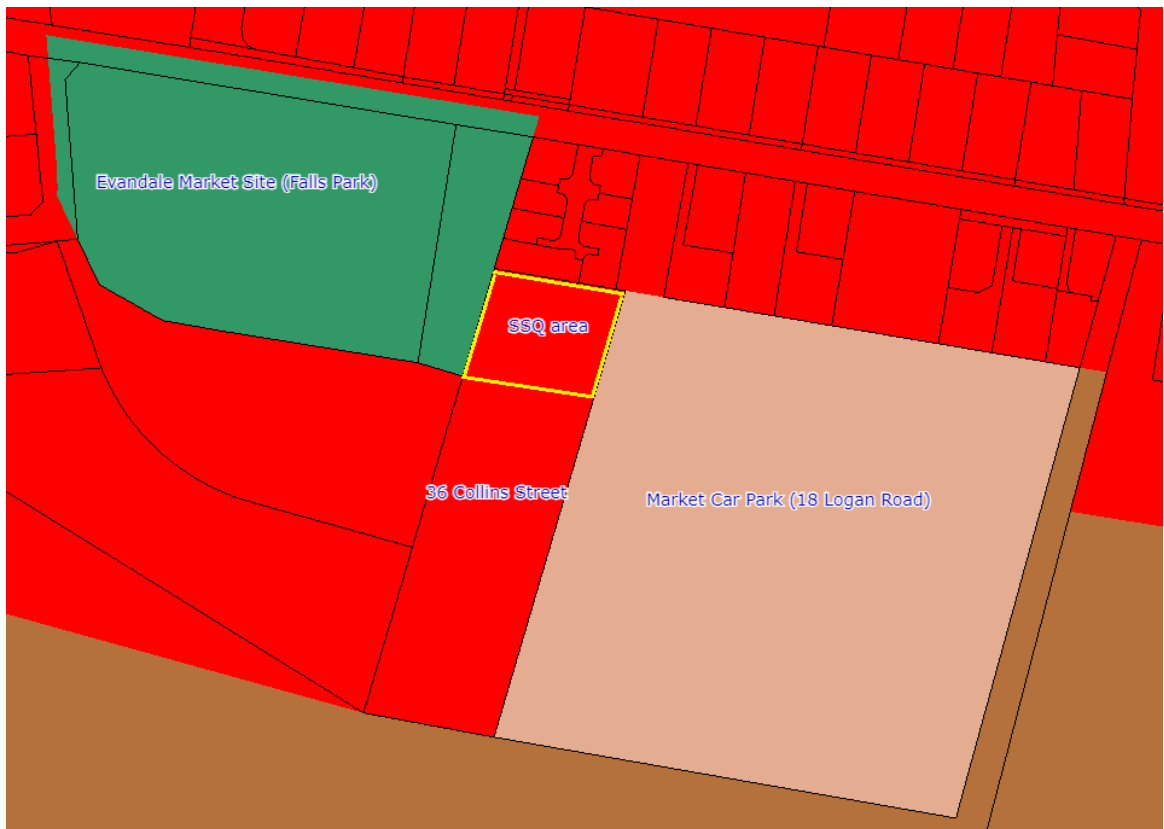 Evandale Market Site (Falls Park)
SSQ area
36 Collins Street
Market Car Park (18 Logan Road)